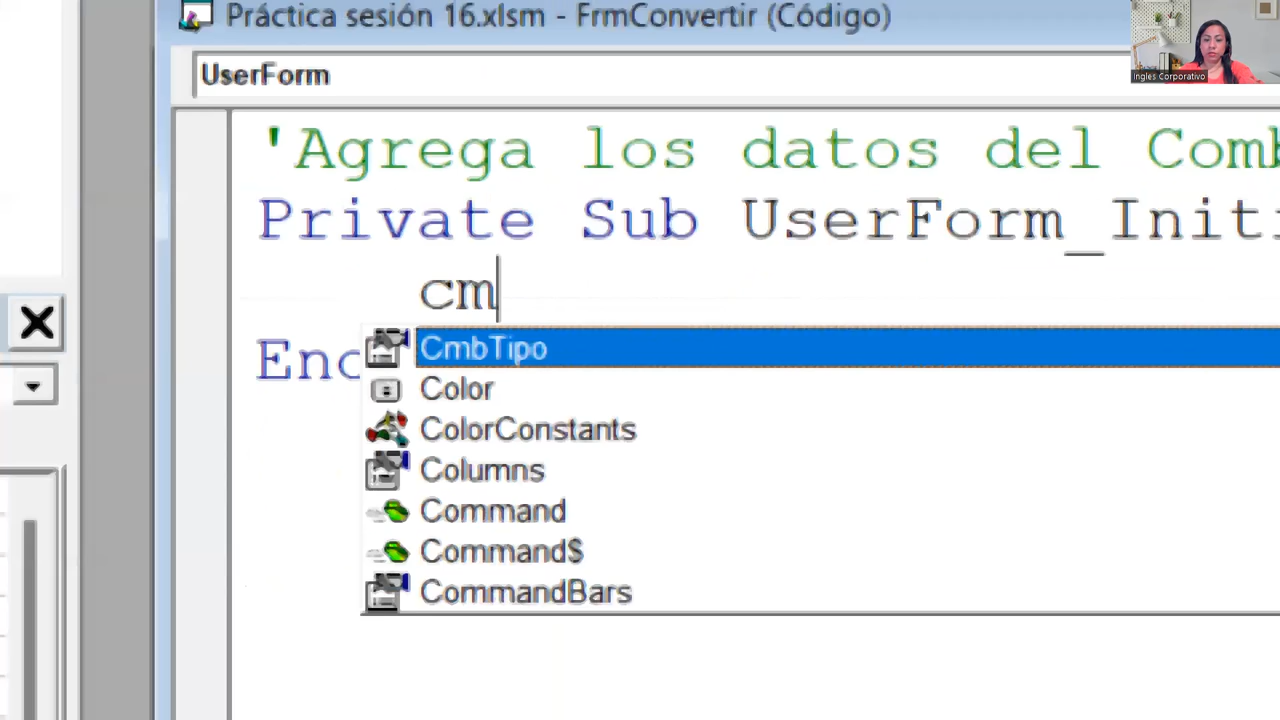 Práctica sesión 16.xlsm - FrmConvertir (Código)
Ingles Corporativo
UserForm
'Agrega los datos del Comb
Private Sub UserForm_Initi
cm
End
CmbTipo
Color
ColorConstants
Columns
Command
Command$
CommandBars